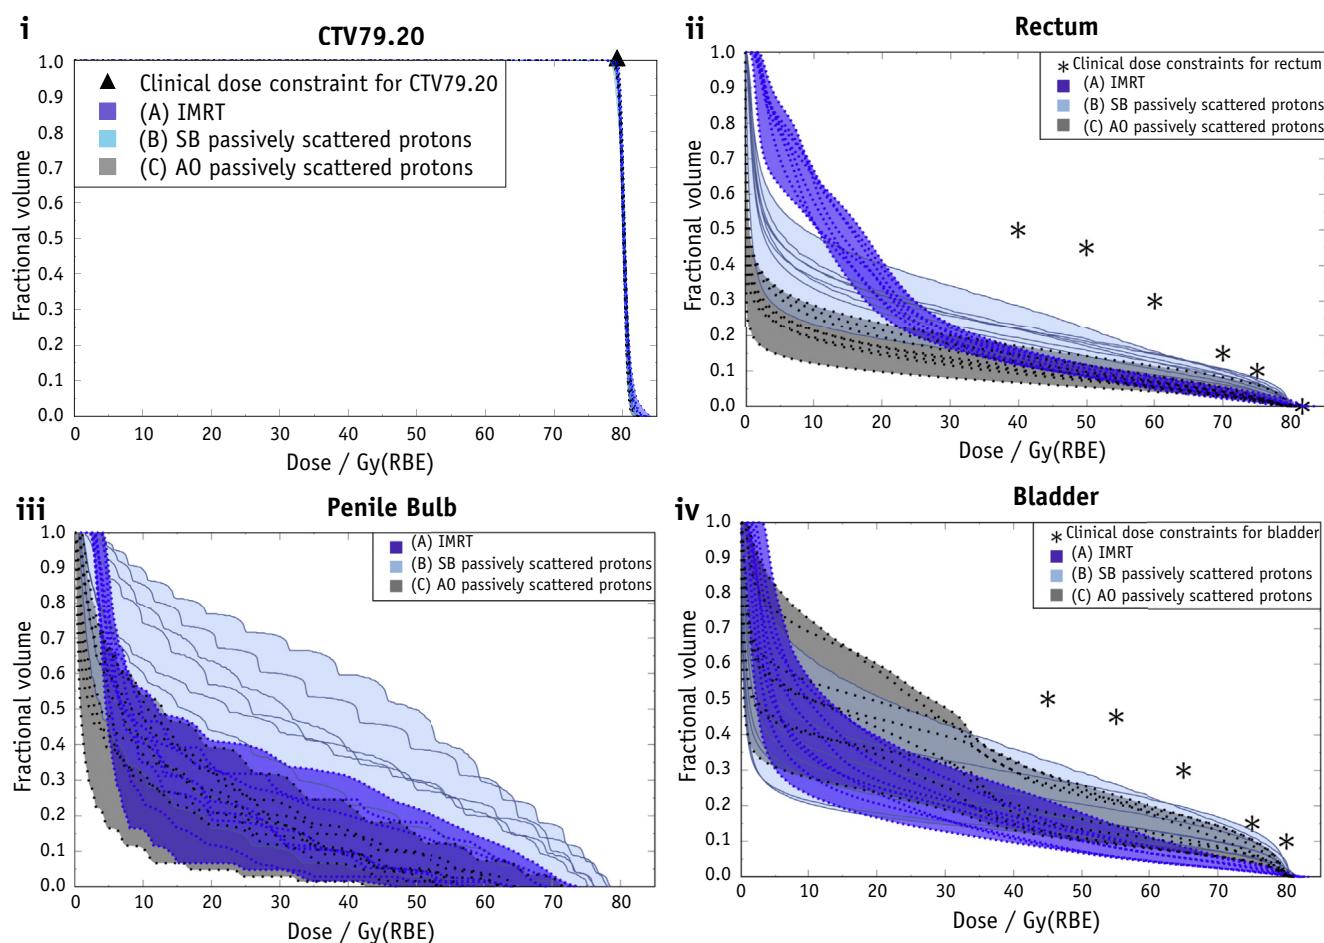 i
CTV79.20
▲ Clinical dose constraint for CTV79.20
(A) IMRT
(B) SB passively scattered protons
(C) AO passively scattered protons
Fractional volume
1.0
0.9
0.8
0.7
0.6
0.5
0.4
0.3
0.2
0.1
0.0
0 10 20 30 40 50 60 70 80
Dose / Gy(RBE)
ii
Rectum
* Clinical dose constraints for rectum
(A) IMRT
(B) SB passively scattered protons
(C) AO passively scattered protons
Fractional volume
1.0
0.9
0.8
0.7
0.6
0.5
0.4
0.3
0.2
0.1
0.0
0 10 20 30 40 50 60 70 80
Dose / Gy(RBE)
iii
Penile Bulb
(A) IMRT
(B) SB passively scattered protons
(C) AO passively scattered protons
Fractional volume
1.0
0.9
0.8
0.7
0.6
0.5
0.4
0.3
0.2
0.1
0.0
0 10 20 30 40 50 60 70 80
Dose / Gy(RBE)
iv
Bladder
* Clinical dose constraints for bladder
(A) IMRT
(B) SB passively scattered protons
(C) AO passively scattered protons
Fractional volume
1.0
0.9
0.8
0.7
0.6
0.5
0.4
0.3
0.2
0.1
0.0
0 10 20 30 40 50 60 70 80
Dose / Gy(RBE)